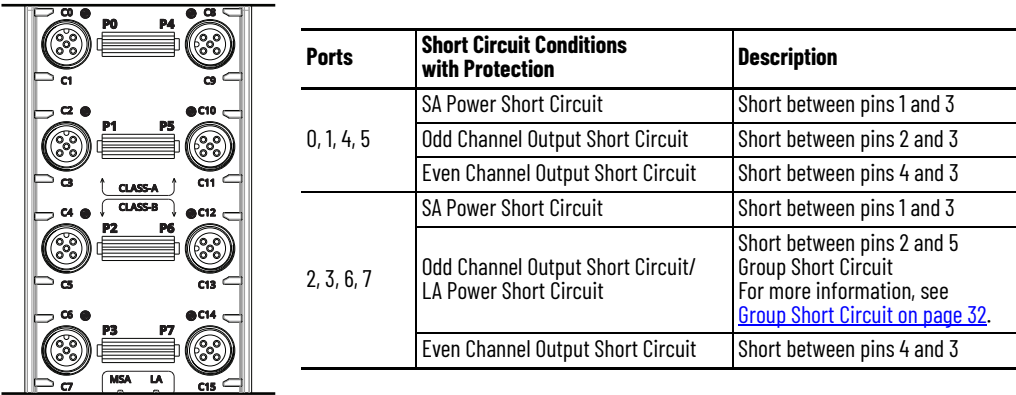 C0 C8
P0 P4
C1 C9
C2 C10
P1 P5
C3 C11
CLASS-A
CLASS-B
C4 C12
P2 P6
C5 C13
C6 C14
P3 P7
MSA LA
C7 C15
Ports
Short Circuit Conditions
with Protection
Description
0, 1, 4, 5
SA Power Short Circuit
Short between pins 1 and 3
Odd Channel Output Short Circuit
Short between pins 2 and 3
Even Channel Output Short Circuit
Short between pins 4 and 3
2, 3, 6, 7
SA Power Short Circuit
Short between pins 1 and 3
Odd Channel Output Short Circuit/
LA Power Short Circuit
Short between pins 2 and 5
Group Short Circuit
For more information, see
Group Short Circuit on page 32.
Even Channel Output Short Circuit
Short between pins 4 and 3